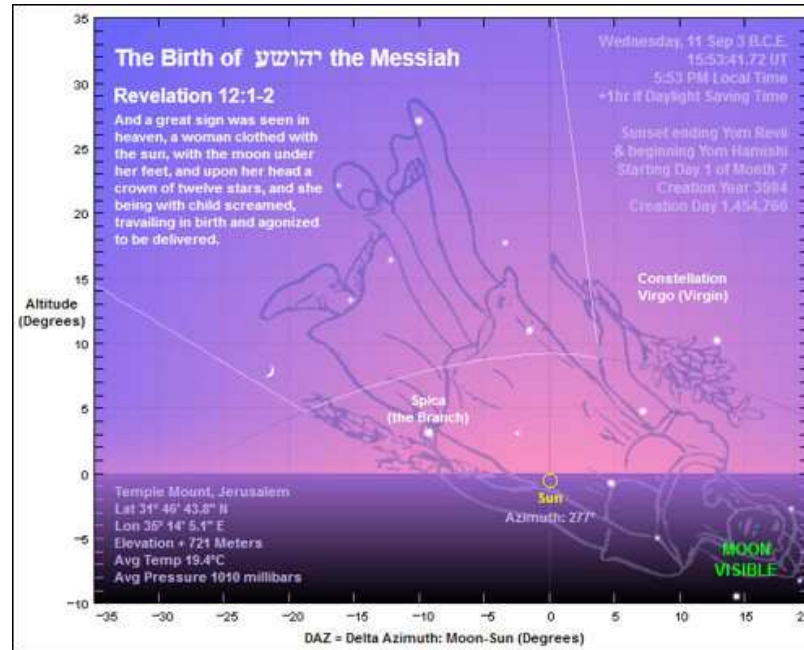 The Birth of יהושע the Messiah
Revelation 12:1-2
And a great sign was seen in
heaven, a woman clothed with
the sun, with the moon under
her feet, and upon her head a
crown of twelve stars, and she
being with child screamed,
travailing in birth and agonized
to be delivered.
Wednesday, 11 Sep 3 B.C.E.
15:53:41.72 UT
5:53 PM Local Time
+1hr if Daylight Saving Time
Sunset ending Yom Revii
& beginning Yom Hamishi
Starting Day 1 of Month 7
Creation Year 3984
Creation Day 1,454,766
Constellation
Virgo (Virgin)
Altitude
(Degrees)
Spica
(the Branch)
Sun
Azimuth: 277°
Temple Mount, Jerusalem
Lat 31° 46' 43.8" N
Lon 35° 14' 5.1" E
Elevation + 721 Meters
Avg Temp 19.4°C
Avg Pressure 1010 millibars
MOON
VISIBLE
35
30
25
20
15
10
5
0
−5
−10
−35 −30 −25 −20 −15 −10 −5 0 5 10 15
DAZ = Delta Azimuth: Moon-Sun (Degrees)